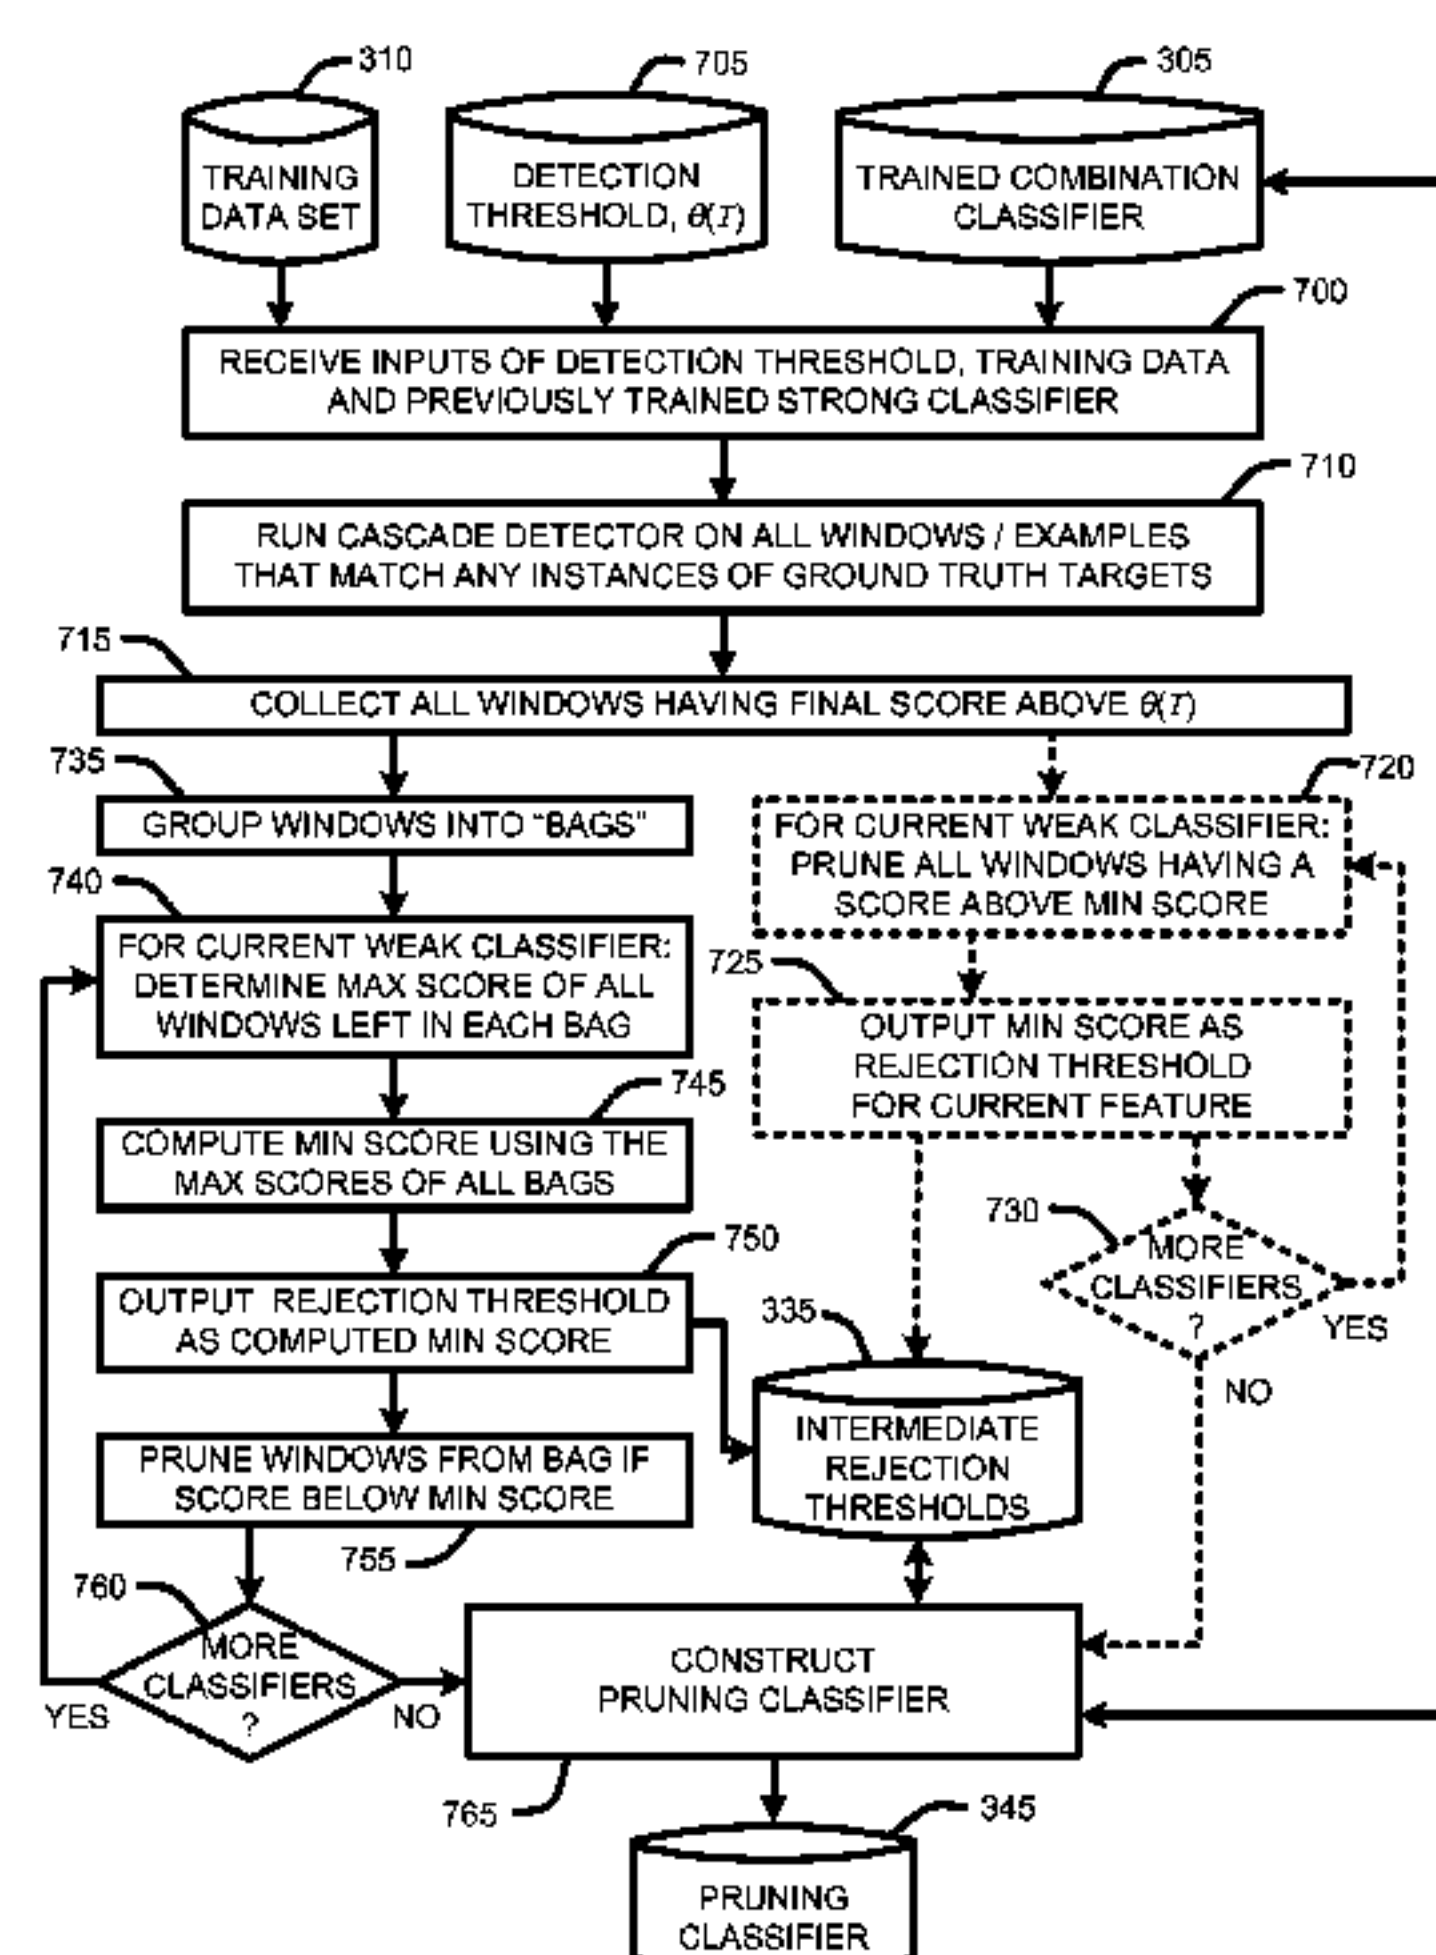 310
705
305
TRAINING
DATA SET
DETECTION
THRESHOLD, θ(T)
TRAINED COMBINATION
CLASSIFIER
700
RECEIVE INPUTS OF DETECTION THRESHOLD, TRAINING DATA
AND PREVIOUSLY TRAINED STRONG CLASSIFIER
710
RUN CASCADE DETECTOR ON ALL WINDOWS / EXAMPLES
THAT MATCH ANY INSTANCES OF GROUND TRUTH TARGETS
715
COLLECT ALL WINDOWS HAVING FINAL SCORE ABOVE θ(T)
735
GROUP WINDOWS INTO “BAGS”
740
FOR CURRENT WEAK CLASSIFIER:
DETERMINE MAX SCORE OF ALL
WINDOWS LEFT IN EACH BAG
745
COMPUTE MIN SCORE USING THE
MAX SCORES OF ALL BAGS
750
OUTPUT REJECTION THRESHOLD
AS COMPUTED MIN SCORE
PRUNE WINDOWS FROM BAG IF
SCORE BELOW MIN SCORE
755
760
MORE
CLASSIFIERS
?
YES
NO
720
FOR CURRENT WEAK CLASSIFIER:
PRUNE ALL WINDOWS HAVING A
SCORE ABOVE MIN SCORE
725
OUTPUT MIN SCORE AS
REJECTION THRESHOLD
FOR CURRENT FEATURE
730
MORE
CLASSIFIERS
?
YES
NO
335
INTERMEDIATE
REJECTION
THRESHOLDS
CONSTRUCT
PRUNING CLASSIFIER
765
345
PRUNING
CLASSIFIER